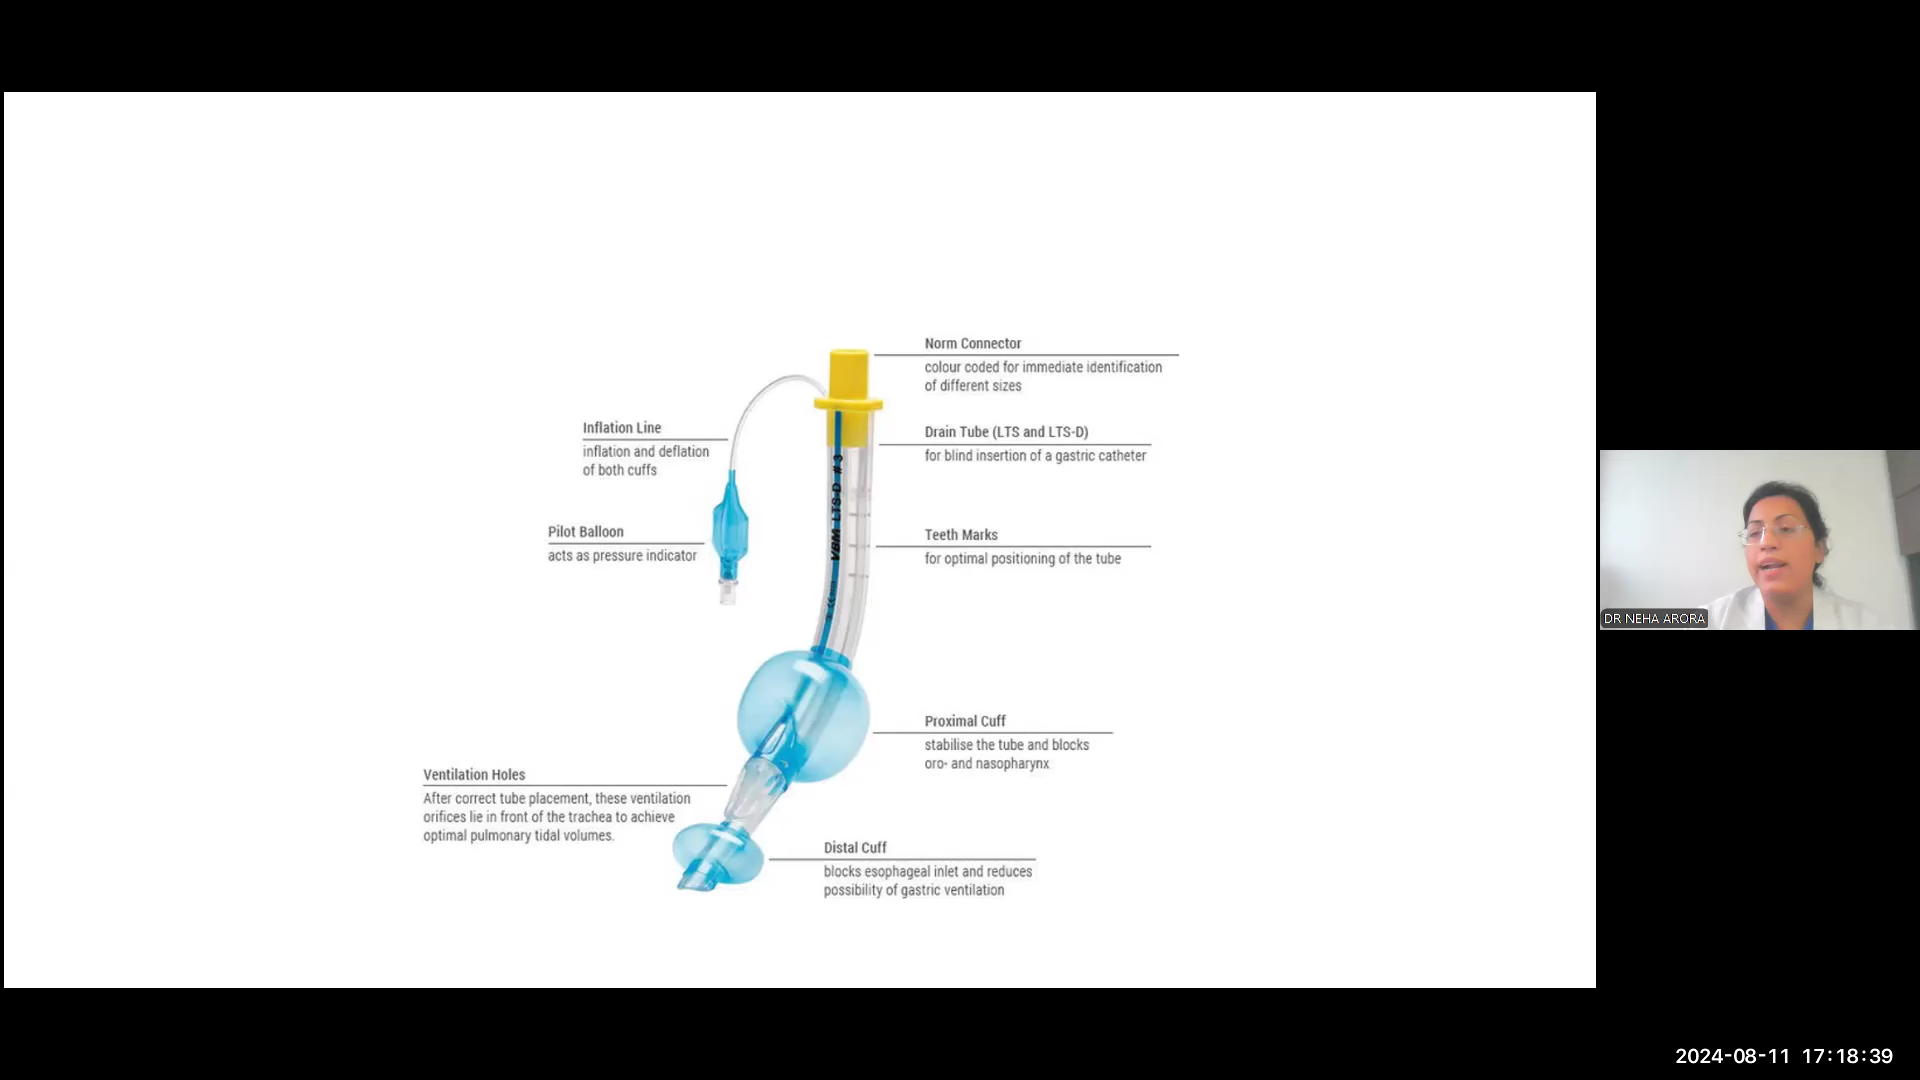 Norm Connector
colour coded for immediate identification
of different sizes
Inflation Line
inflation and deflation
of both cuffs
Drain Tube (LTS and LTS-D)
for blind insertion of a gastric catheter
Pilot Balloon
acts as pressure indicator
Teeth Marks
for optimal positioning of the tube
VBM LTS-D #3
Proximal Cuff
stabilise the tube and blocks
oro- and nasopharynx
Ventilation Holes
After correct tube placement, these ventilation
orifices lie in front of the trachea to achieve
optimal pulmonary tidal volumes.
Distal Cuff
blocks esophageal inlet and reduces
possibility of gastric ventilation
DR NEHA ARORA
2024-08-11 17:18:39